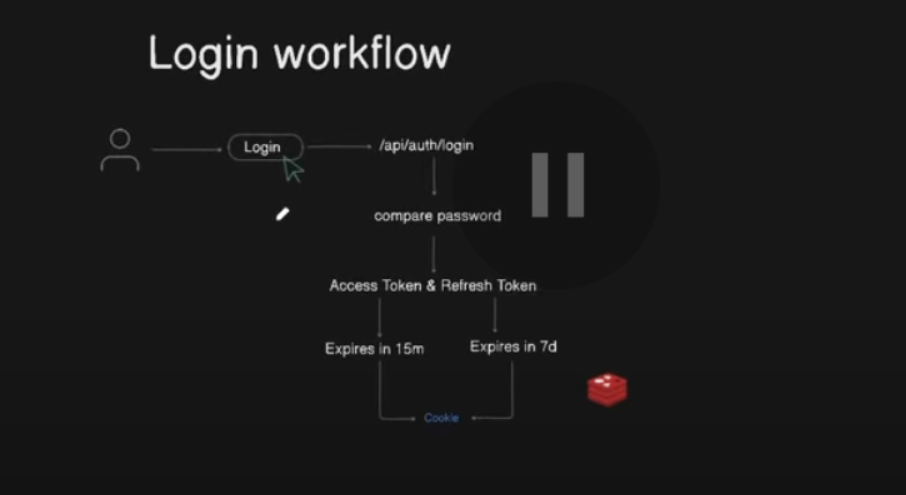 Login workflow
Login
/api/auth/login
compare password
Access Token & Refresh Token
Expires in 15m
Expires in 7d
Cookie